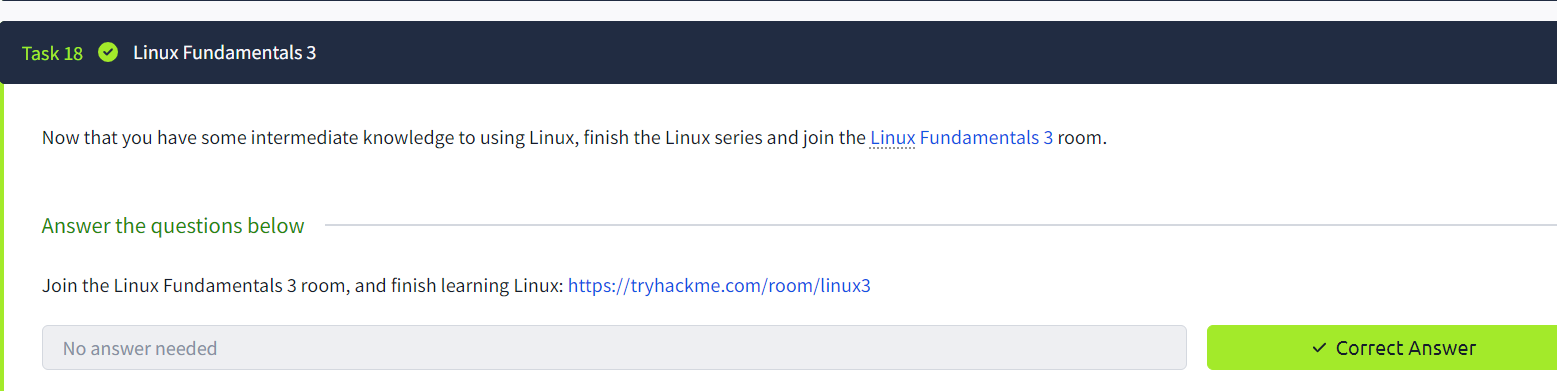 Task 18 Linux Fundamentals 3
Now that you have some intermediate knowledge to using Linux, finish the Linux series and join the Linux Fundamentals 3 room.
Answer the questions below
Join the Linux Fundamentals 3 room, and finish learning Linux: https://tryhackme.com/room/linux3
No answer needed
✓ Correct Answer